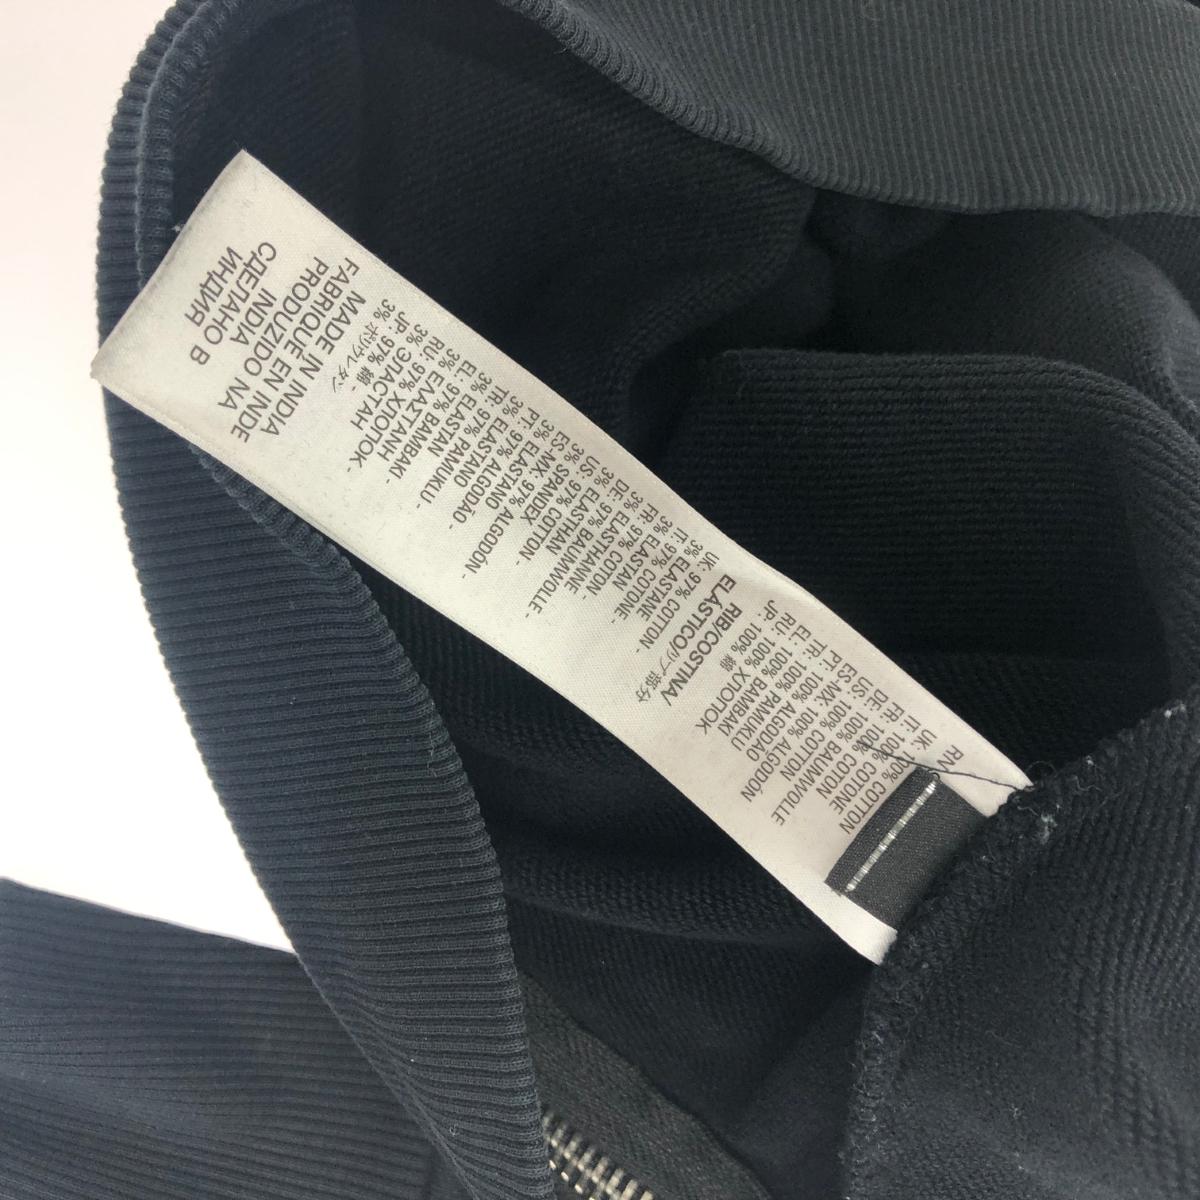 RN
UK: 100% COTTON
IT: 100% COTONE
FR: 100% COTON
DE: 100% BAUMWOLLE
US: 100% COTTON
ES-MX: 100% ALGODÓN
PT: 100% ALGODÃO
TR: 100% PAMUKLU
EL: 100% BAMBAKI
RU: 100% ХЛОПОК
JP: 100% 綿
RIB/COSTINA/
ELÁSTICO/リブ部分
UK: 97% COTTON -
3% ELASTANE
IT: 97% COTONE -
3% ELASTAN
FR: 97% COTON -
3% ELASTHANNE
DE: 97% BAUMWOLLE -
3% ELASTHAN
US: 97% COTTON -
3% SPANDEX
ES-MX: 97% ALGODÓN -
3% ELASTANO
PT: 97% ALGODÃO -
3% ELASTANO
TR: 97% PAMUKLU -
3% ELASTAN
EL: 97% BAMBAKI -
3% ΕΛΑΣΤΑΝΗ
RU: 97% ХЛОПОК -
3% ЭЛАСТАН
JP: 97% 綿 -
3% ポリウレタン
MADE IN INDIA
FABRIQUÉ EN INDE
PRODUZIDO NA
INDIA
СДЕЛАНО В
ИНДИЯ